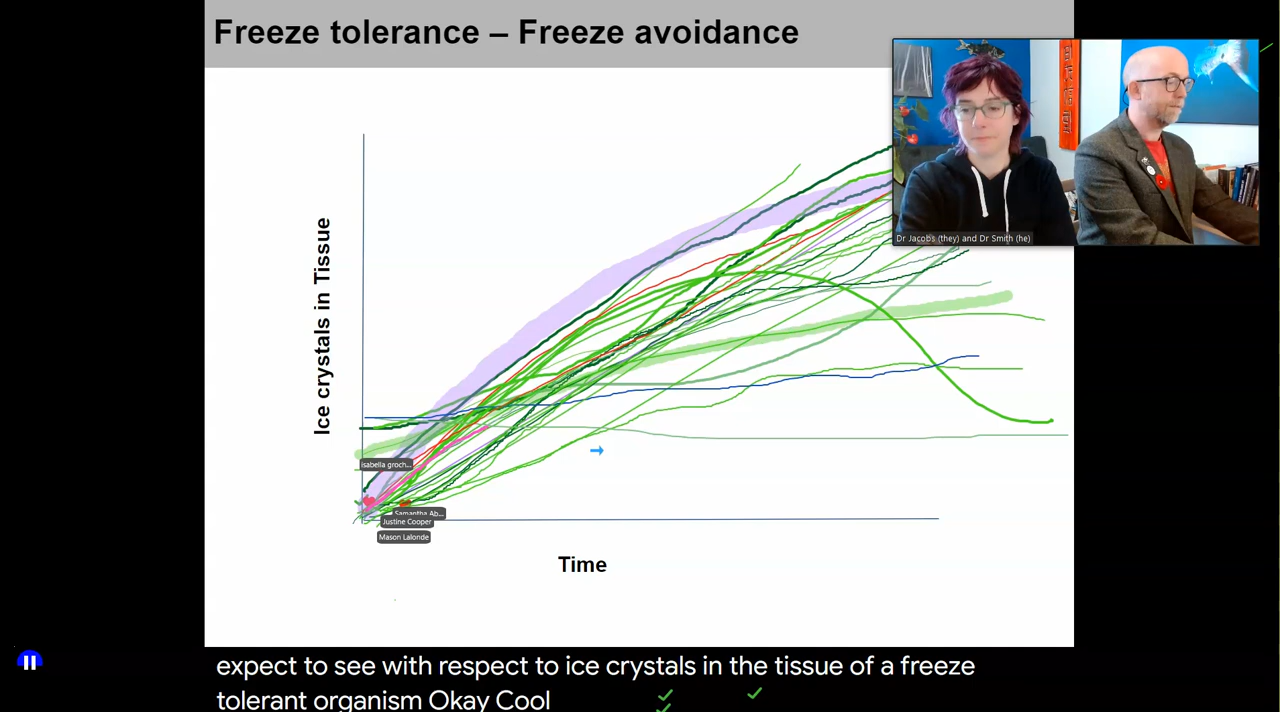 Freeze tolerance – Freeze avoidance
Dr Jacobs (they) and Dr Smith (he)
Ice crystals in Tissue
isabella groch...
Samantha Ab...
Justine Cooper
Mason Lalonde
Time
expect to see with respect to ice crystals in the tissue of a freeze
tolerant organism Okay Cool